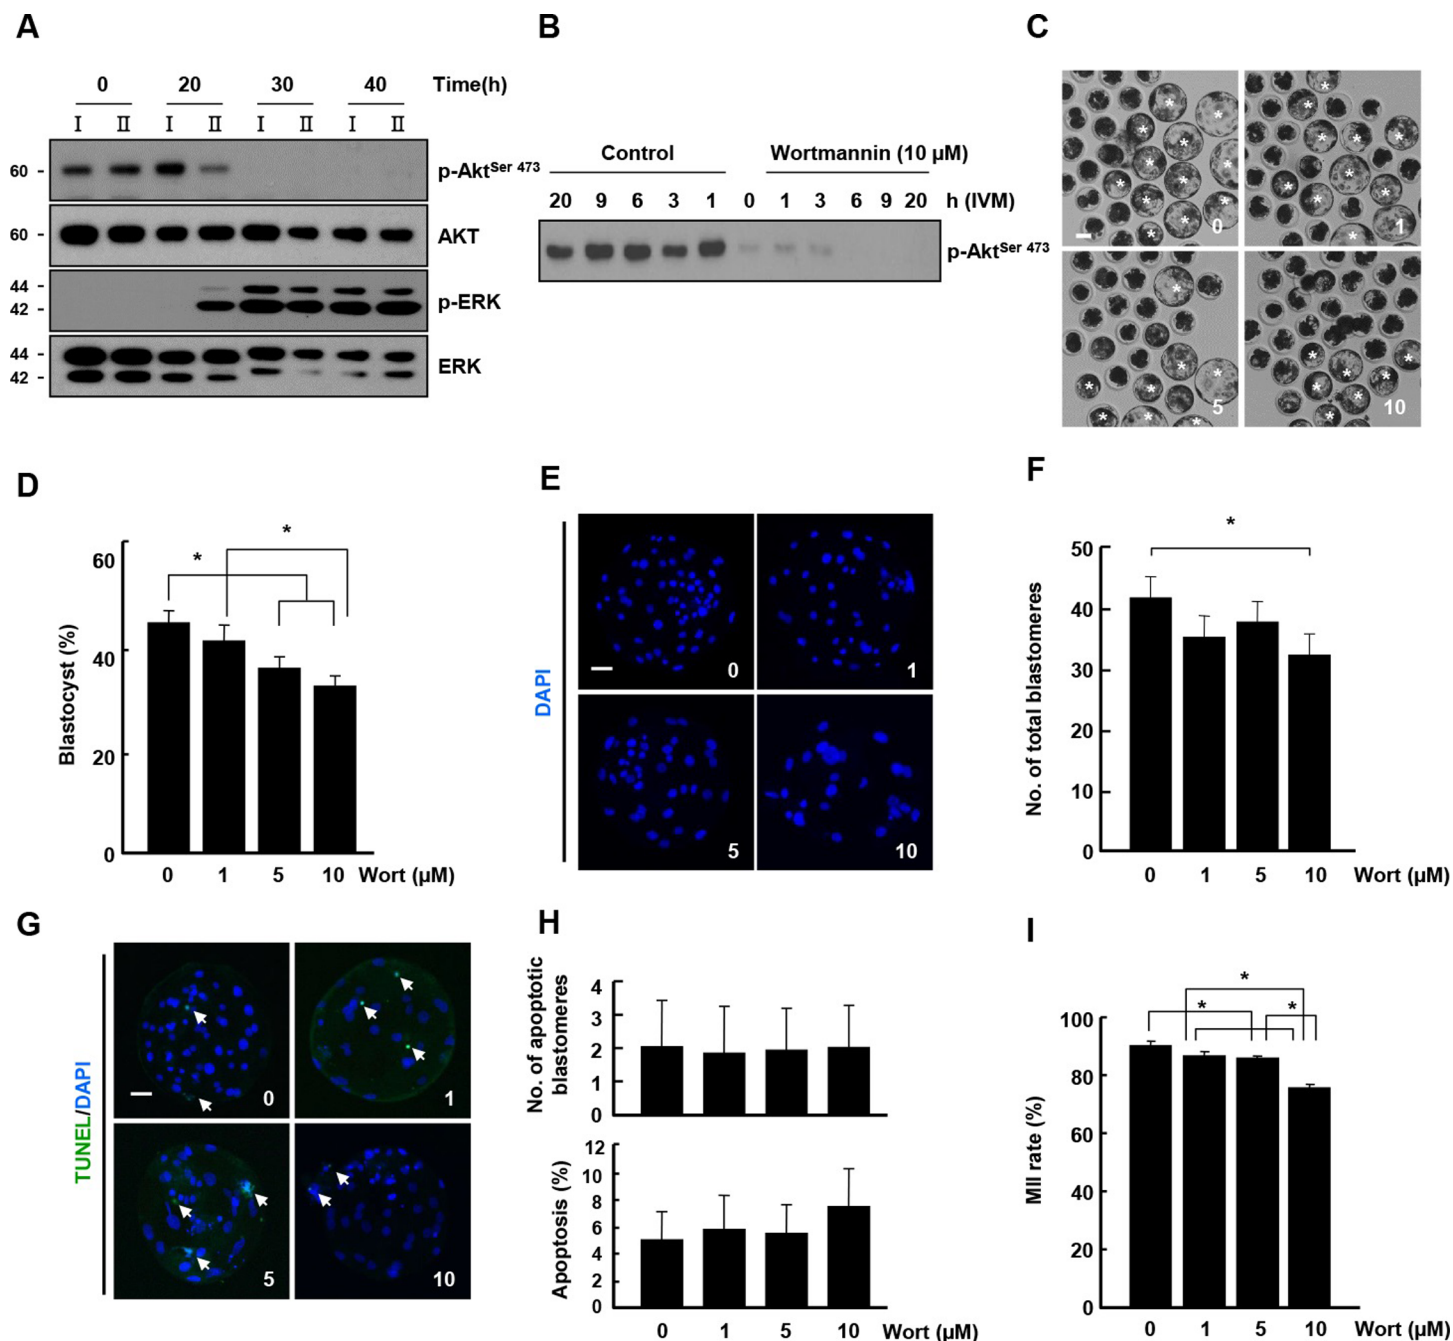 A
0 20 30 40 Time(h)
I II I II I II I II
60 - p-Akt^Ser 473
60 - AKT
44 -
42 - p-ERK
44 -
42 - ERK
B
Control Wortmannin (10 µM)
20 9 6 3 1 0 1 3 6 9 20 h (IVM)
p-Akt^Ser 473
C
* * * * * * * * * * * *
0
* * * * * * * * *
1
* * * * * * *
5
* * * * * * *
10
D
* *
Blastocyst (%)
60
40
20
0
0 1 5 10 Wort (µM)
E
DAPI
0 1
5 10
F
*
No. of total blastomeres
50
40
30
20
10
0
0 1 5 10 Wort (µM)
G
TUNEL/DAPI
0 1
5 10
H
No. of apoptotic
blastomeres
4
3
2
1
0
Apoptosis (%)
12
10
8
6
4
2
0
0 1 5 10 Wort (µM)
I
*
* *
MII rate (%)
100
80
60
40
20
0
0 1 5 10 Wort (µM)